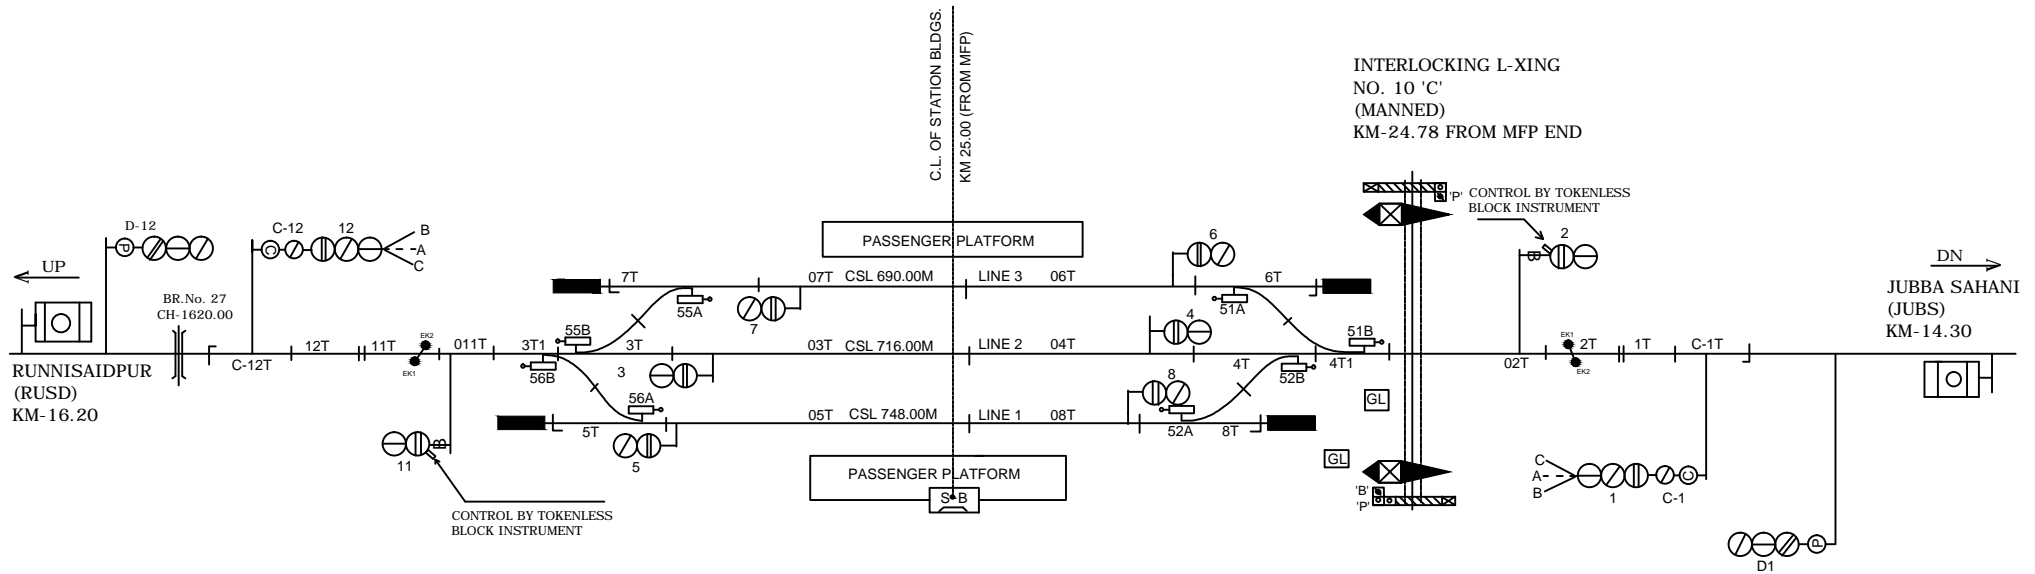 C.L. OF STATION BLDGS.
KM 25.00 (FROM MFP)
INTERLOCKING L-XING
NO. 10 'C'
(MANNED)
KM-24.78 FROM MFP END
'P' CONTROL BY TOKENLESS
BLOCK INSTRUMENT
D-12
P
C-12 12
C
B
A
C
UP
BR.No. 27
CH-1620.00
RUNNISAIDPUR
(RUSD)
KM-16.20
PASSENGER PLATFORM
6
2
B
DN
JUBBA SAHANI
(JUBS)
KM-14.30
7T 07T CSL 690.00M LINE 3 06T 6T
55A
7
51A
4
55B
51B
C-12T 12T 11T EK2 EK1 011T 3T1 3T 03T CSL 716.00M LINE 2 04T 4T 4T1 02T EK1 EK2 2T 1T C-1T
56B
3
52B
8
56A
52A
GL
5T 05T CSL 748.00M LINE 1 08T 8T
5
B
11
PASSENGER PLATFORM
S B
GL
'B'
'P'
C
A
B
1 C-1
C
CONTROL BY TOKENLESS
BLOCK INSTRUMENT
P
D1